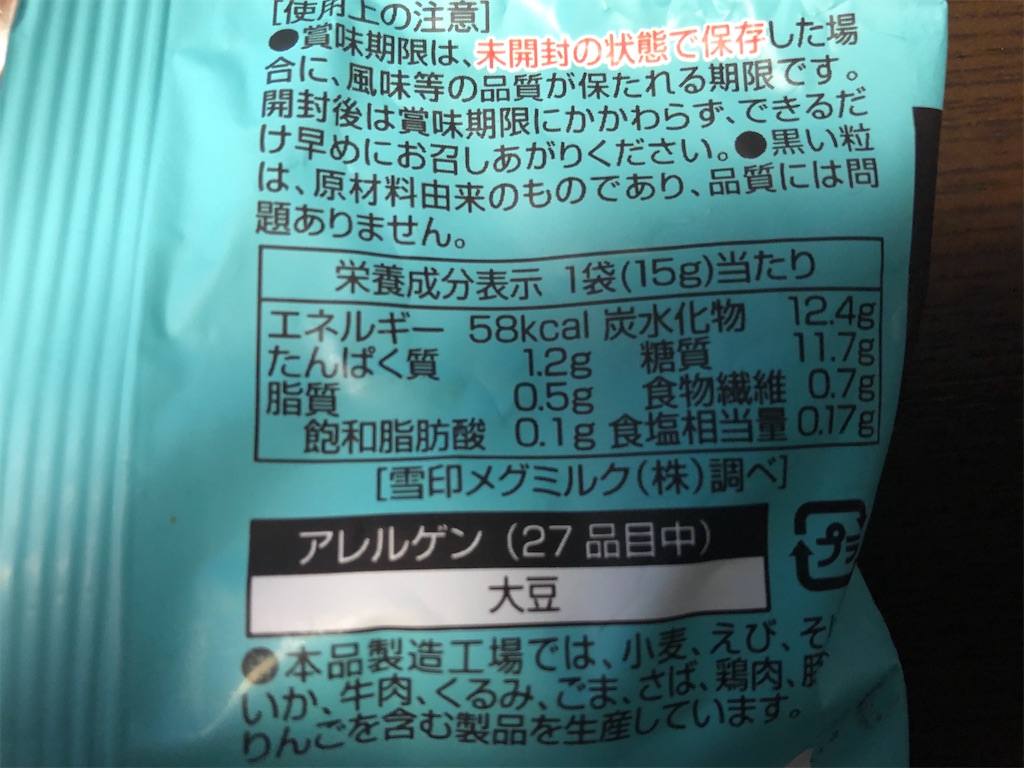 [使用上の注意]
●賞味期限は、未開封の状態で保存した場
合に、風味等の品質が保たれる期限です。
開封後は賞味期限にかかわらず、できるだ
け早めにお召しあがりください。●黒い粒
は、原材料由来のものであり、品質には問
題ありません。
栄養成分表示 1袋(15g)当たり
エネルギー 58kcal 炭水化物 12.4g
たんぱく質 1.2g 糖質 11.7g
脂質 0.5g 食物繊維 0.7g
飽和脂肪酸 0.1g 食塩相当量 0.17g
[雪印メグミルク(株)調べ]
アレルゲン(27品目中)
大豆
プラ
●本品製造工場では、小麦、えび、そ
いか、牛肉、くるみ、ごま、さば、鶏肉、豚
りんごを含む製品を生産しています。